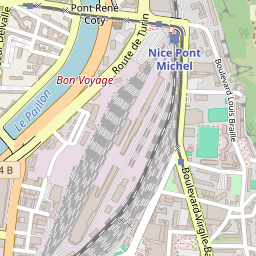 Pont René
Coty
Delvalle
Route de Turin
Nice Pont
Michel
Bon Voyage
Boulevard Louis Braille
Le Paillon
4 B
Boulevard Virgile Ba